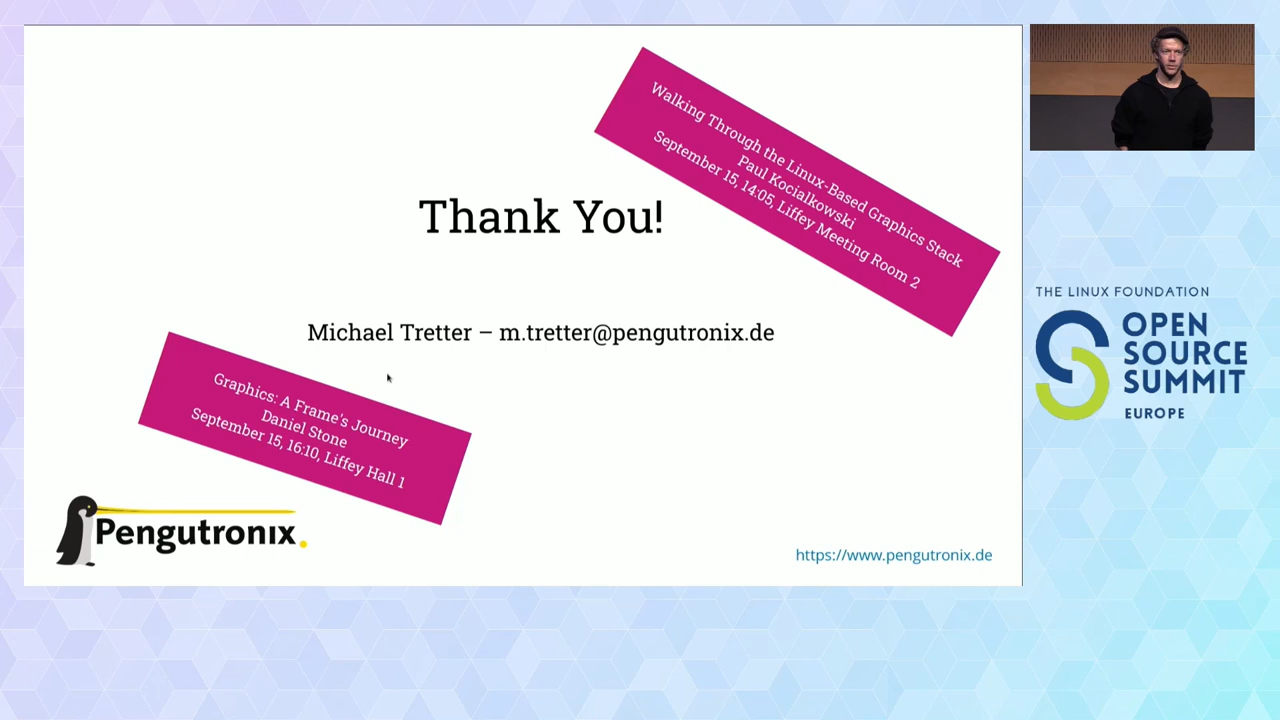 Walking Through the Linux-Based Graphics Stack
Paul Kocialkowski
September 15, 14:05, Liffey Meeting Room 2
Thank You!
Michael Tretter – m.tretter@pengutronix.de
Graphics: A Frame's Journey
Daniel Stone
September 15, 16:10, Liffey Hall 1
Pengutronix
https://www.pengutronix.de
THE LINUX FOUNDATION
OPEN
SOURCE
SUMMIT
EUROPE